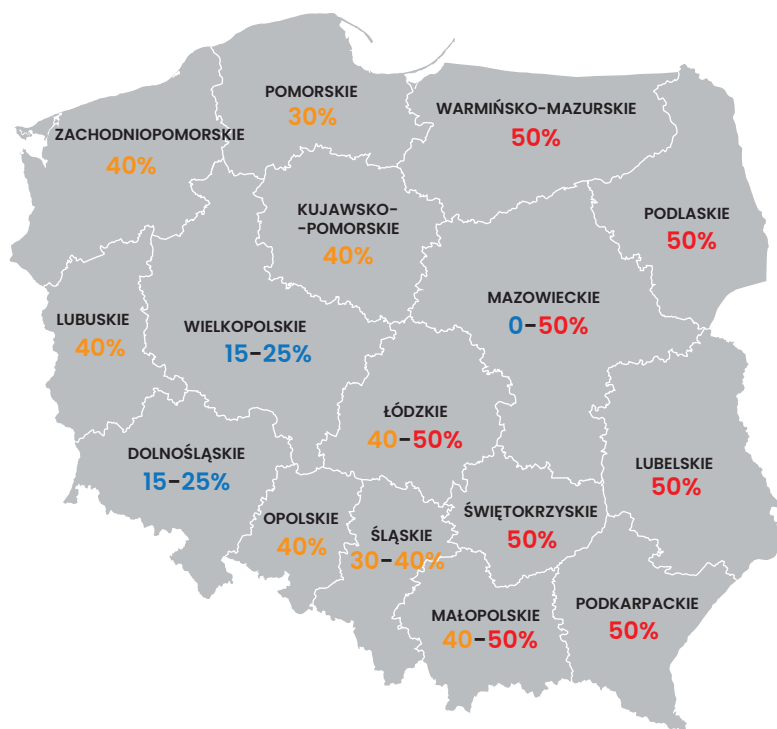 POMORSKIE
30%
WARMIŃSKO-MAZURSKIE
50%
ZACHODNIOPOMORSKIE
40%
KUJAWSKO-
-POMORSKIE
40%
PODLASKIE
50%
LUBUSKIE
40%
WIELKOPOLSKIE
15–25%
MAZOWIECKIE
0–50%
ŁÓDZKIE
40–50%
DOLNOŚLĄSKIE
15–25%
LUBELSKIE
50%
OPOLSKIE
40%
ŚLĄSKIE
30–40%
ŚWIĘTOKRZYSKIE
50%
MAŁOPOLSKIE
40–50%
PODKARPACKIE
50%